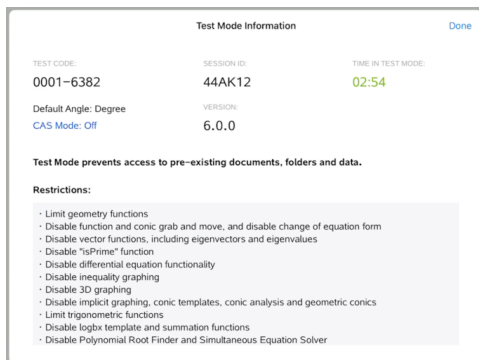 Test Mode Information Done
TEST CODE: SESSION ID: TIME IN TEST MODE:
0001-6382 44AK12 02:54
Default Angle: Degree VERSION:
CAS Mode: Off 6.0.0
Test Mode prevents access to pre-existing documents, folders and data.
Restrictions:
· Limit geometry functions
· Disable function and conic grab and move, and disable change of equation form
· Disable vector functions, including eigenvectors and eigenvalues
· Disable "isPrime" function
· Disable differential equation functionality
· Disable inequality graphing
· Disable 3D graphing
· Disable implicit graphing, conic templates, conic analysis and geometric conics
· Limit trigonometric functions
· Disable logbx template and summation functions
· Disable Polynomial Root Finder and Simultaneous Equation Solver